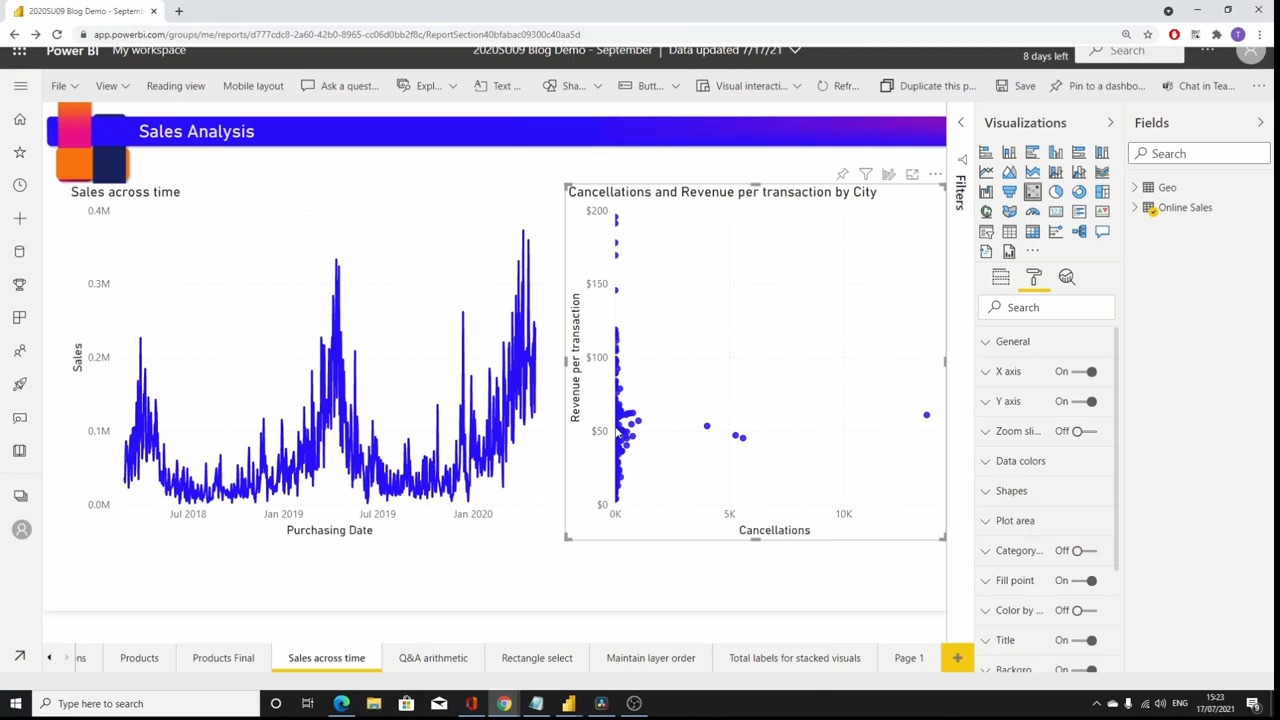 2020SU09 Blog Demo - Septemb
app.powerbi.com/groups/me/reports/d777cdc8-2a60-42b0-8965-cc06d0bb2f8c/ReportSection40bfabac09300c40aa5d
T
Power BI My workspace
2020SU09 Blog Demo - September | Data updated 7/17/21
8 days left
Search
File View Reading view Mobile layout Ask a quest... Expl... Text ... Sha... Butt... Visual interacti... Refr... Duplicate this p... Save Pin to a dashbo... Chat in Tea...
Sales Analysis
Sales across time
0.4M
0.3M
0.2M
0.1M
0.0M
Sales
Jul 2018 Jan 2019 Jul 2019 Jan 2020
Purchasing Date
Cancellations and Revenue per transaction by City
$200
$150
$100
$50
$0
Revenue per transaction
0K 5K 10K
Cancellations
Filters
Visualizations
Search
General
X axis On
Y axis On
Zoom sli... Off
Data colors
Shapes
Plot area
Category... Off
Fill point On
Color by ... Off
Title On
Backgro...
Fields
Search
Geo
Online Sales
ns Products Products Final Sales across time Q&A arithmetic Rectangle select Maintain layer order Total labels for stacked visuals Page 1
Type here to search
ENG
15:23
17/07/2021